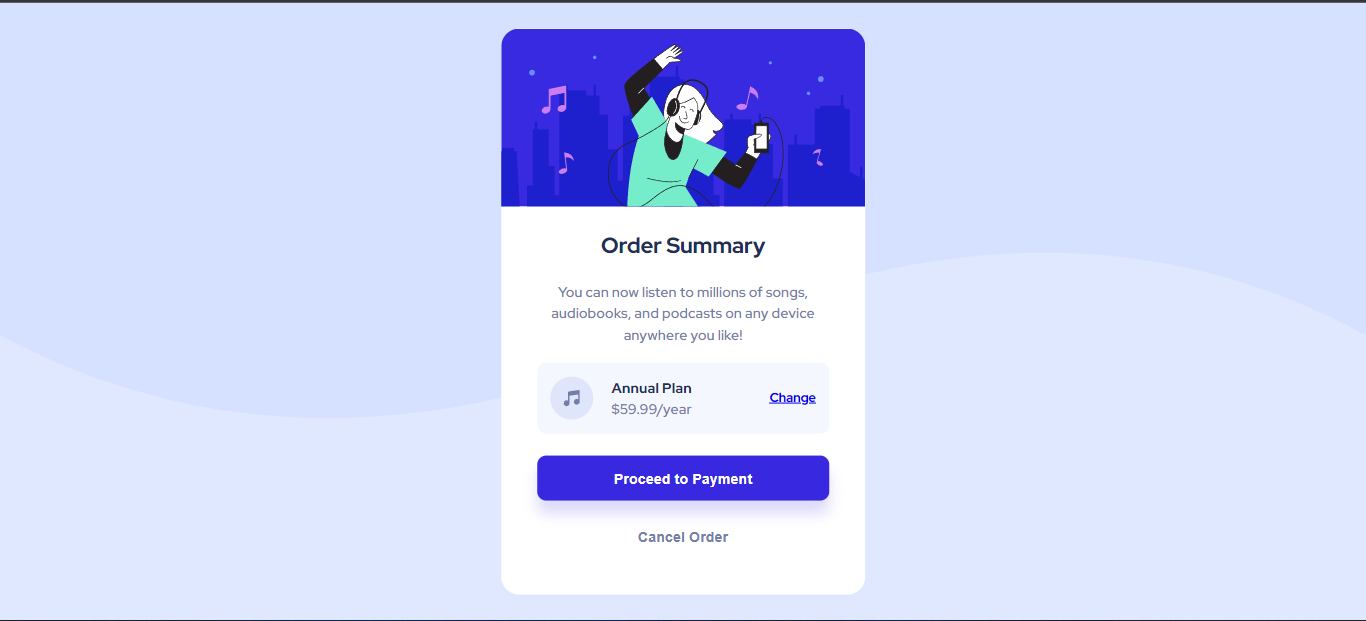 Order Summary
You can now listen to millions of songs,
audiobooks, and podcasts on any device
anywhere you like!
Annual Plan
$59.99/year
Change
Proceed to Payment
Cancel Order